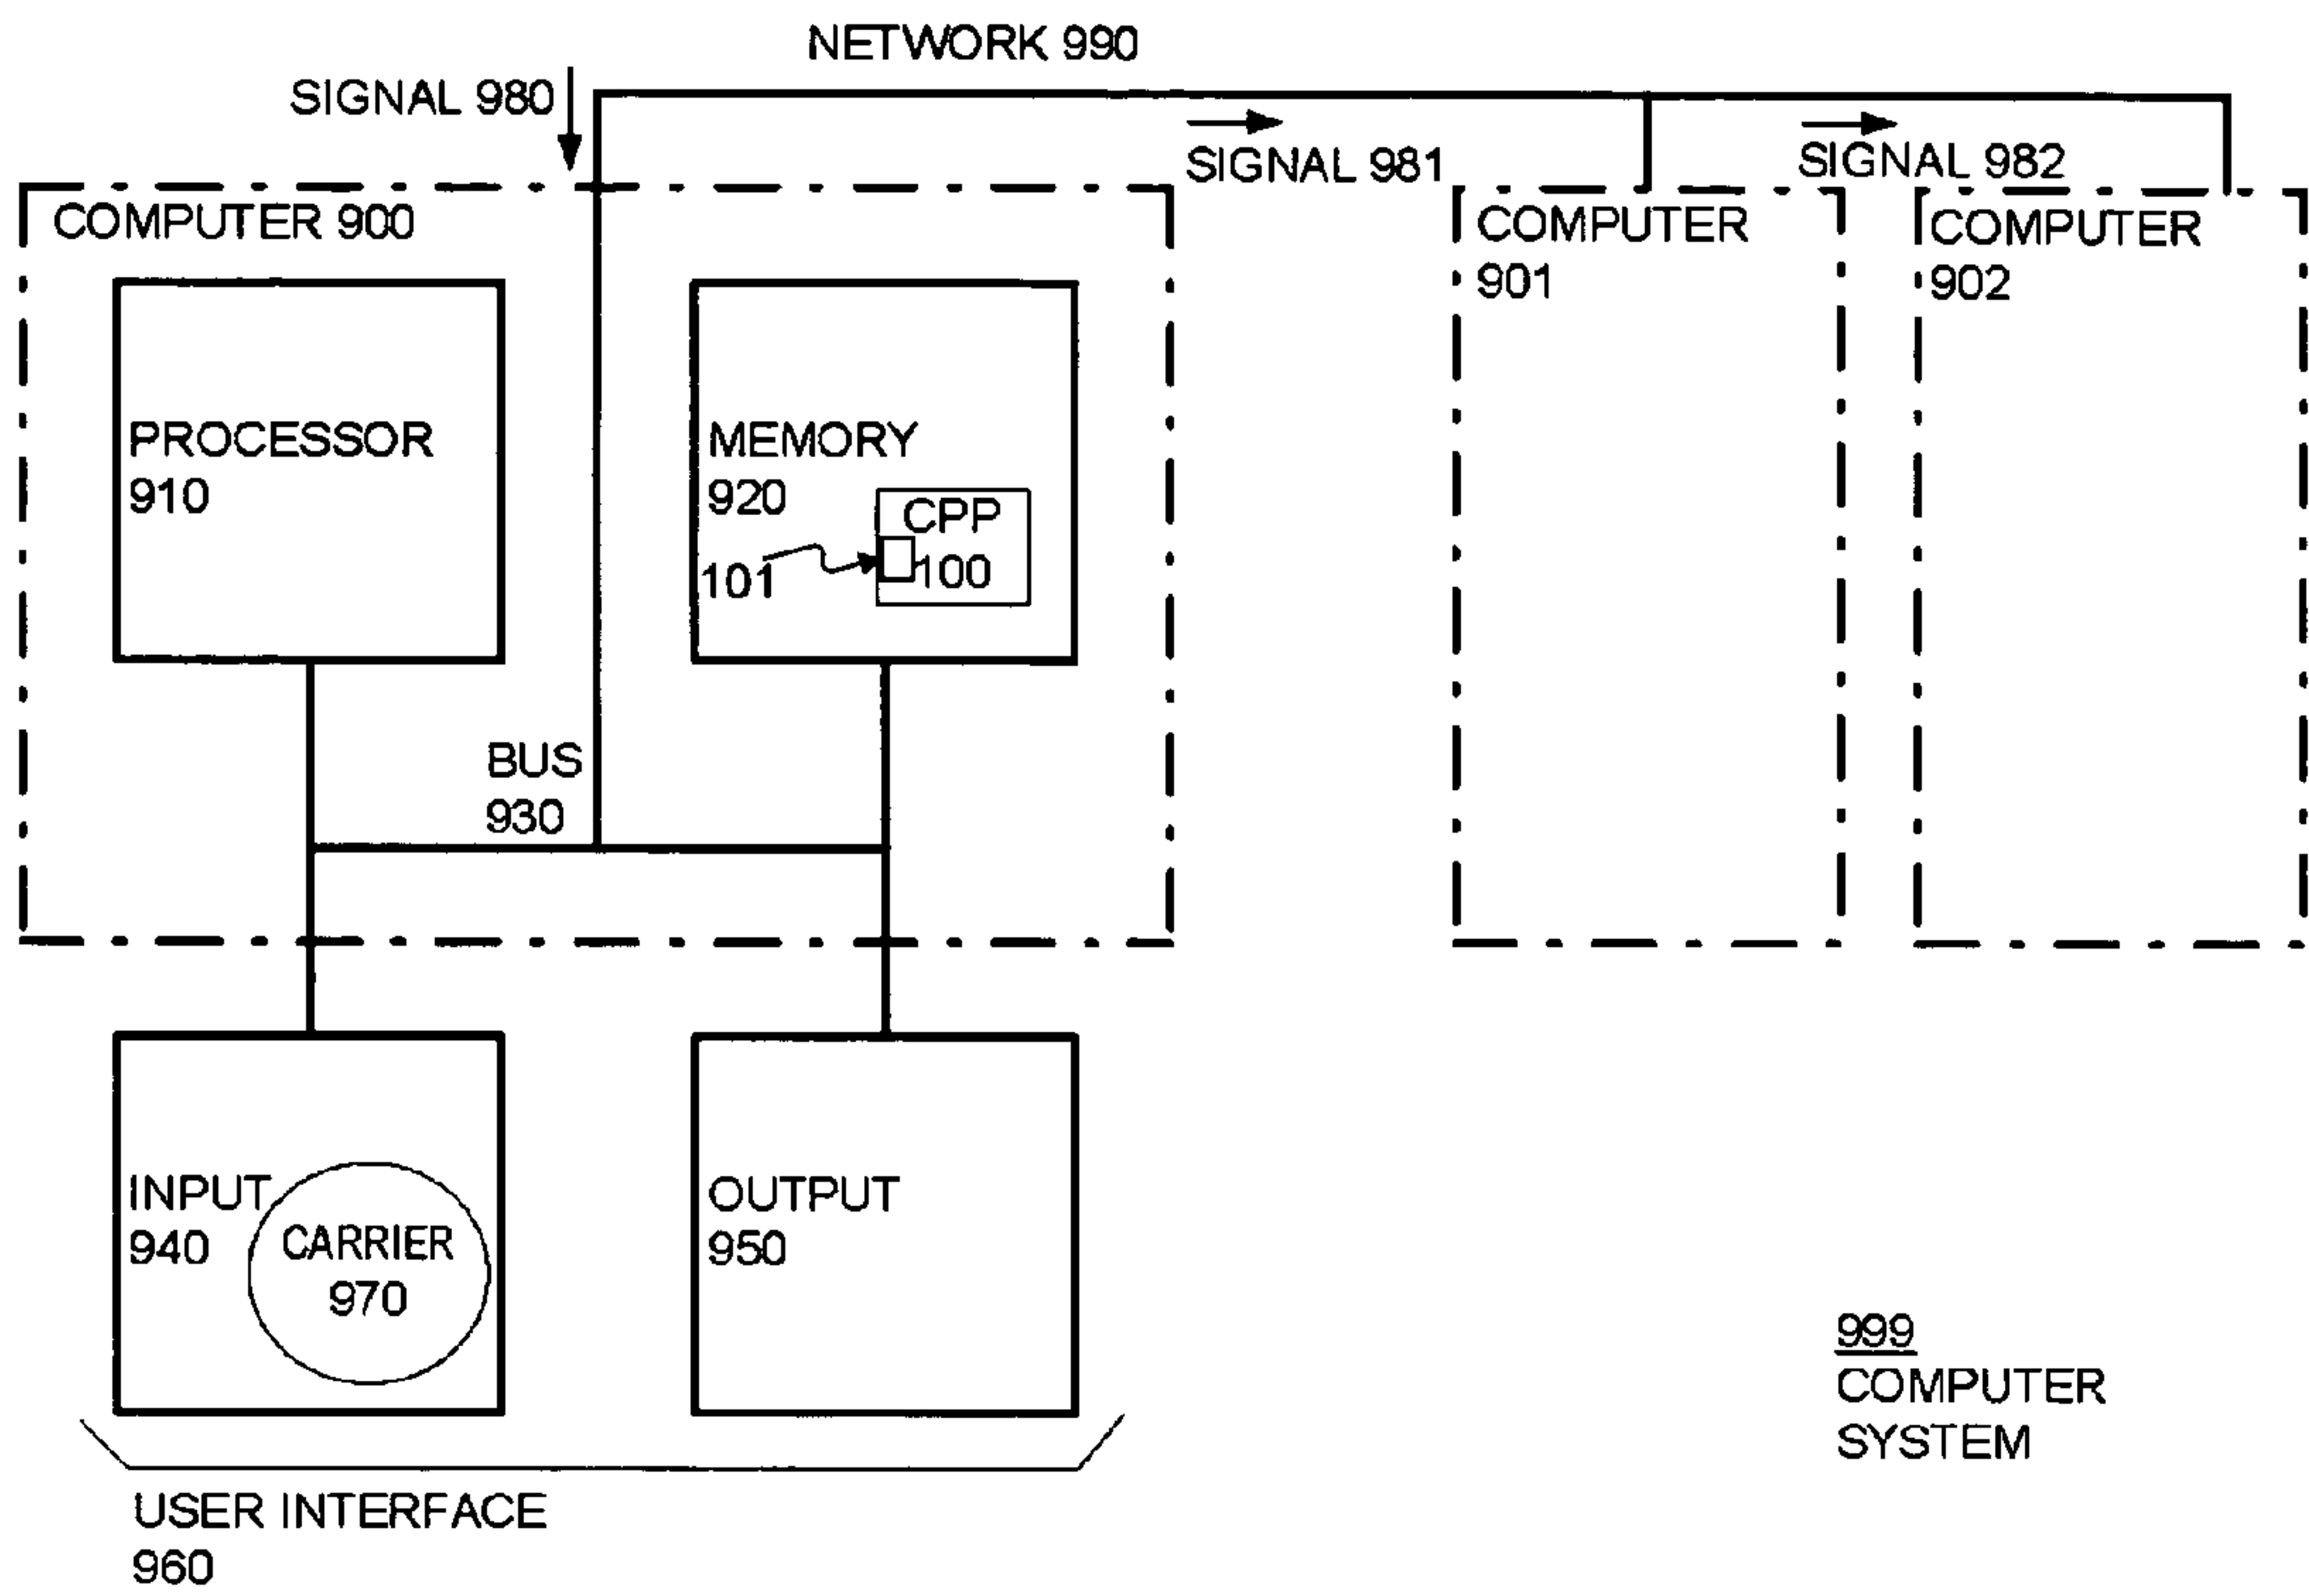 NETWORK 990
SIGNAL 980
SIGNAL 981
SIGNAL 982
COMPUTER 900
COMPUTER
901
COMPUTER
902
PROCESSOR
910
MEMORY
920
CPP
100
101
BUS
930
INPUT
940
CARRIER
970
OUTPUT
950
999
COMPUTER
SYSTEM
USER INTERFACE
960